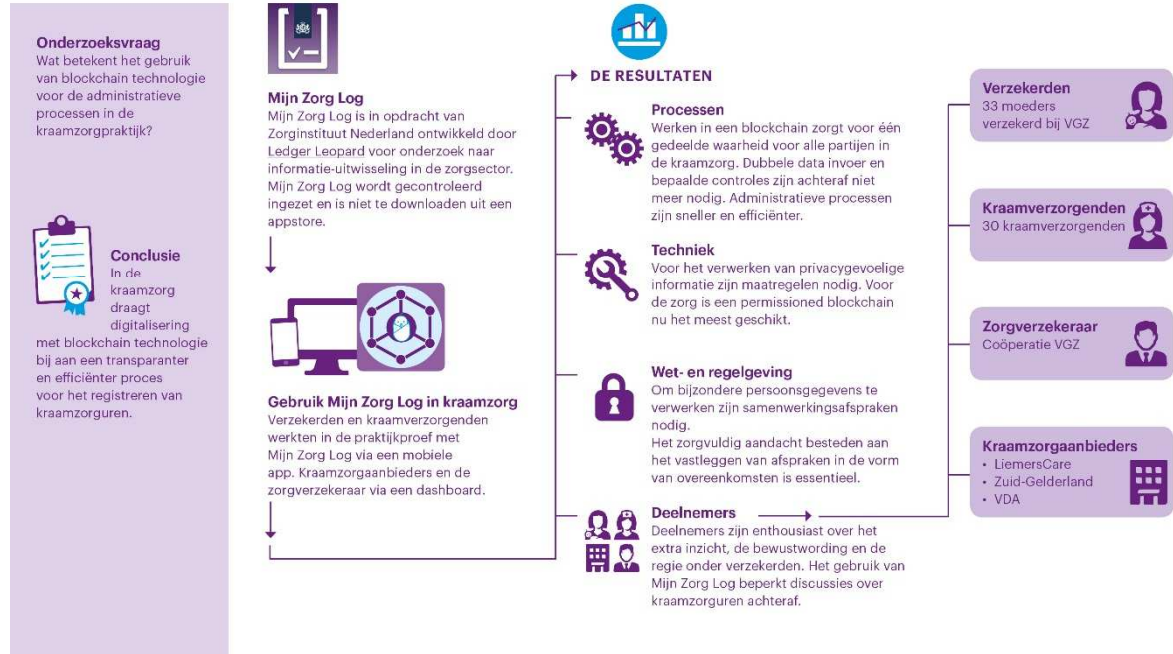 Onderzoeksvraag
Wat betekent het gebruik
van blockchain technologie
voor de administratieve
processen in de
kraamzorgpraktijk?
Conclusie
In de
kraamzorg
draagt
digitalisering
met blockchain technologie
bij aan een transparanter
en efficiënter proces
voor het registreren van
kraamzorguren.
Mijn Zorg Log
Mijn Zorg Log is in opdracht van
Zorginstituut Nederland ontwikkeld door
Ledger Leopard voor onderzoek naar
informatie-uitwisseling in de zorgsector.
Mijn Zorg Log wordt gecontroleerd
ingezet en is niet te downloaden uit een
appstore.
Gebruik Mijn Zorg Log in kraamzorg
Verzekerden en kraamverzorgenden
werkten in de praktijkproef met
Mijn Zorg Log via een mobiele
app. Kraamzorgaanbieders en de
zorgverzekeraar via een dashboard.
DE RESULTATEN
Processen
Werken in een blockchain zorgt voor één
gedeelde waarheid voor alle partijen in
de kraamzorg. Dubbele data invoer en
bepaalde controles zijn achteraf niet
meer nodig. Administratieve processen
zijn sneller en efficiënter.
Techniek
Voor het verwerken van privacygevoelige
informatie zijn maatregelen nodig. Voor
de zorg is een permissioned blockchain
nu het meest geschikt.
Wet- en regelgeving
Om bijzondere persoonsgegevens te
verwerken zijn samenwerkingsafspraken
nodig.
Het zorgvuldig aandacht besteden aan
het vastleggen van afspraken in de vorm
van overeenkomsten is essentieel.
Deelnemers
Deelnemers zijn enthousiast over het
extra inzicht, de bewustwording en de
regie onder verzekerden. Het gebruik van
Mijn Zorg Log beperkt discussies over
kraamzorguren achteraf.
Verzekerden
33 moeders
verzekerd bij VGZ
Kraamverzorgenden
30 kraamverzorgenden
Zorgverzekeraar
Coöperatie VGZ
Kraamzorgaanbieders
• LiemersCare
• Zuid-Gelderland
• VDA